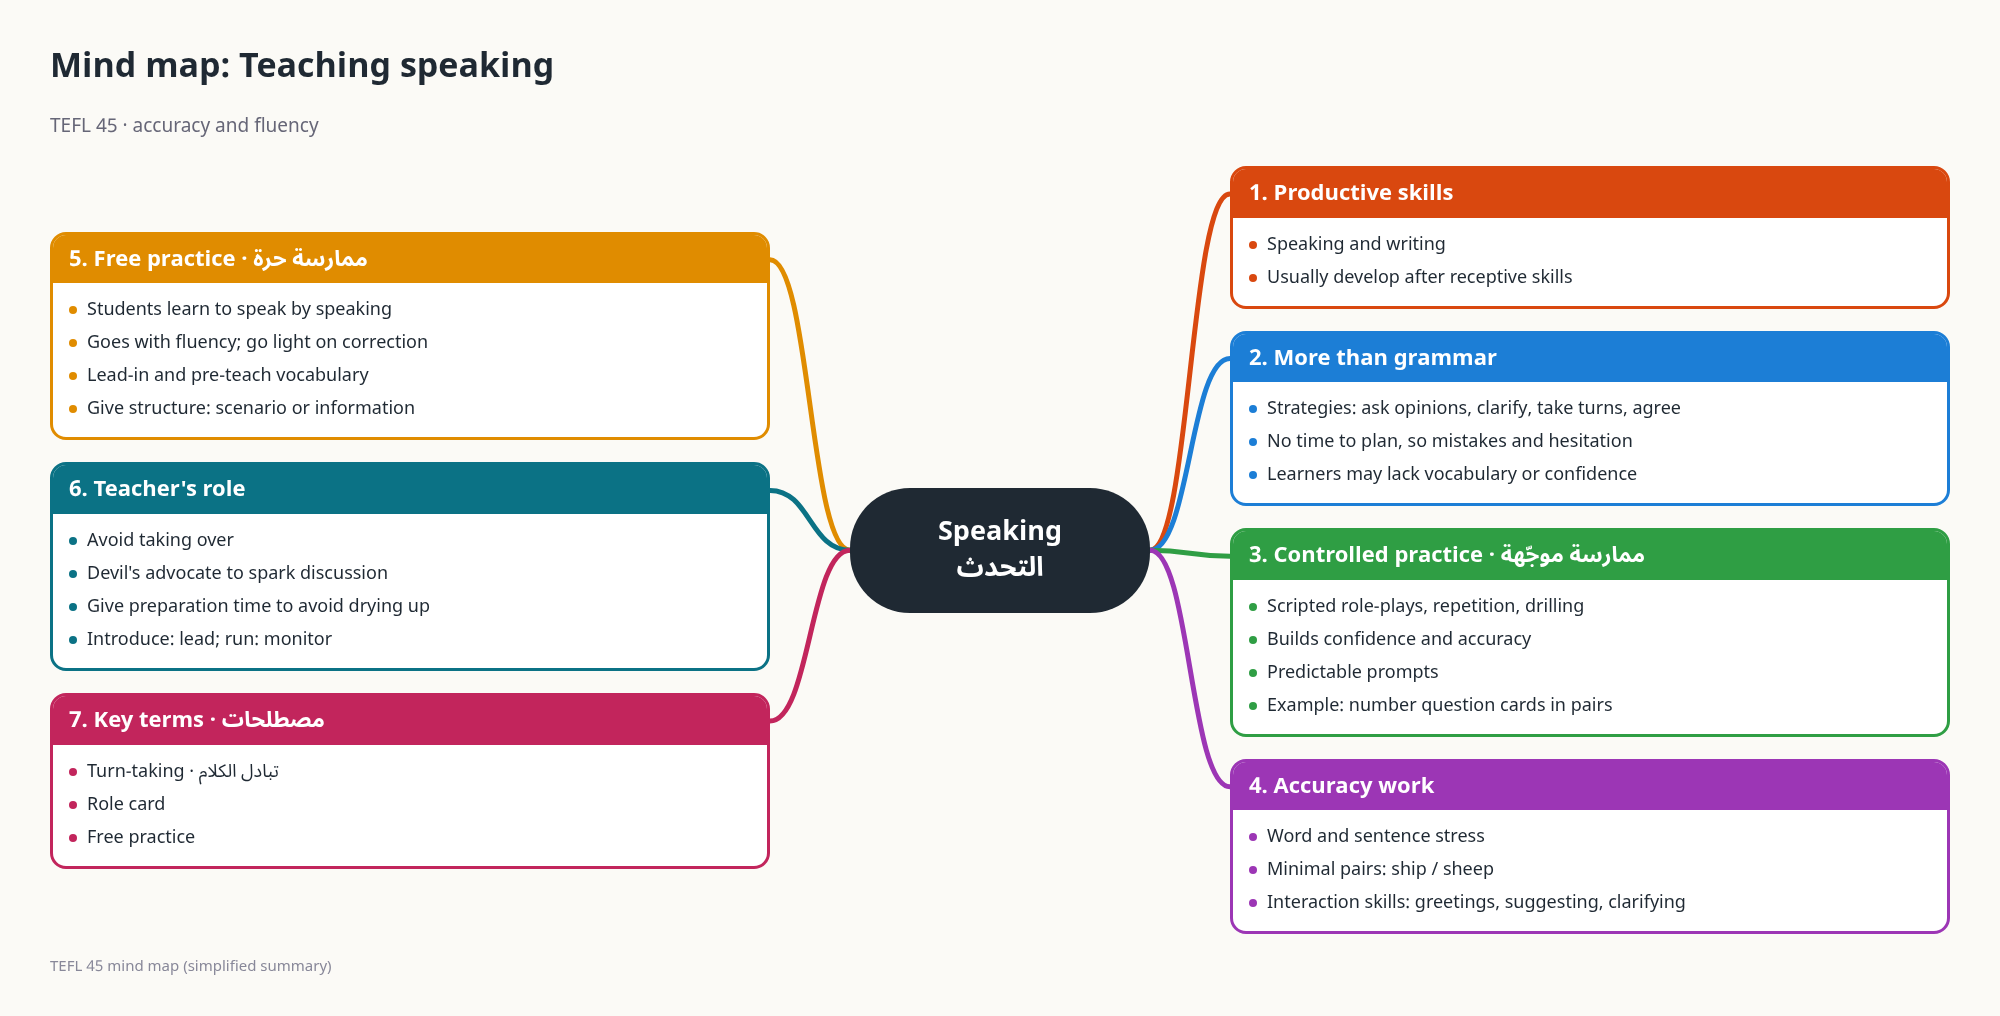 Mind map: Teaching speaking
TEFL 45 · accuracy and fluency
Speaking
التحدث
1. Productive skills
Speaking and writing
Usually develop after receptive skills
2. More than grammar
Strategies: ask opinions, clarify, take turns, agree
No time to plan, so mistakes and hesitation
Learners may lack vocabulary or confidence
3. Controlled practice · ممارسة موجّهة
Scripted role-plays, repetition, drilling
Builds confidence and accuracy
Predictable prompts
Example: number question cards in pairs
4. Accuracy work
Word and sentence stress
Minimal pairs: ship / sheep
Interaction skills: greetings, suggesting, clarifying
5. Free practice · ممارسة حرة
Students learn to speak by speaking
Goes with fluency; go light on correction
Lead-in and pre-teach vocabulary
Give structure: scenario or information
6. Teacher's role
Avoid taking over
Devil's advocate to spark discussion
Give preparation time to avoid drying up
Introduce: lead; run: monitor
7. Key terms · مصطلحات
Turn-taking · تبادل الكلام
Role card
Free practice
TEFL 45 mind map (simplified summary)